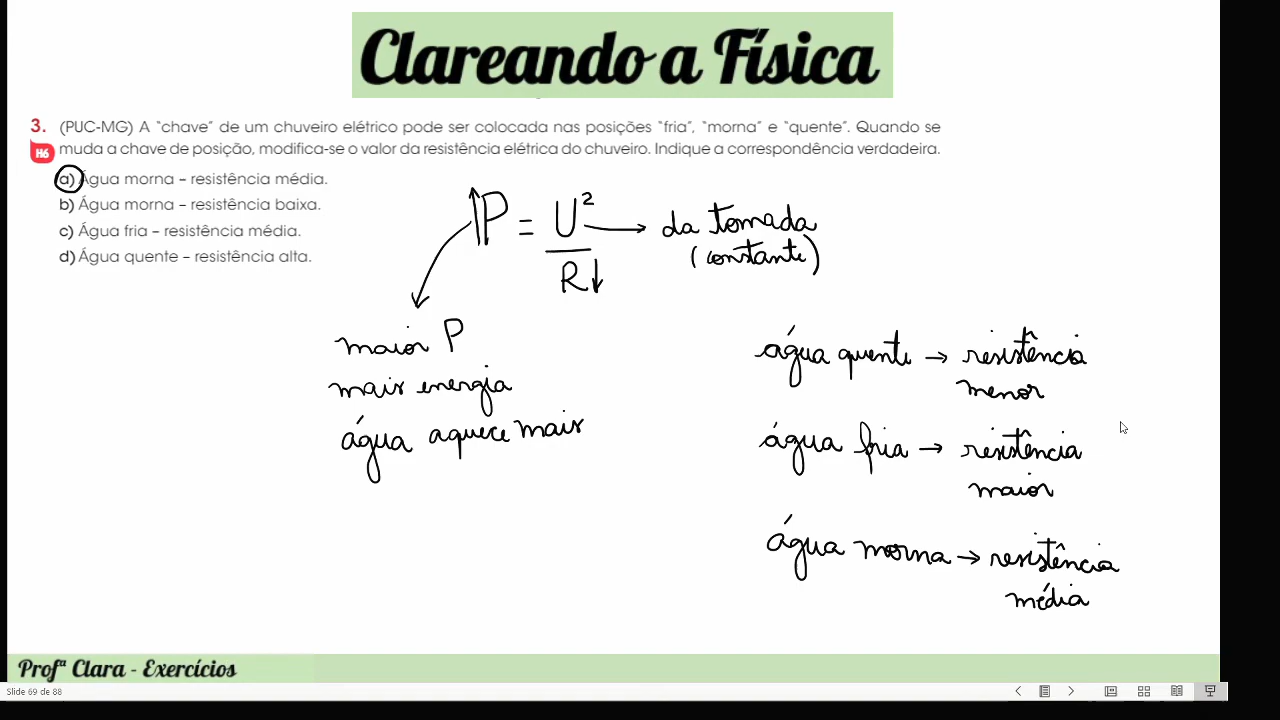 Clareando a Física
3. (PUC-MG) A “chave” de um chuveiro elétrico pode ser colocada nas posições “fria”, “morna” e “quente”. Quando se
H6 muda a chave de posição, modifica-se o valor da resistência elétrica do chuveiro. Indique a correspondência verdadeira.
a) Água morna – resistência média.
b) Água morna – resistência baixa.
c) Água fria – resistência média.
d) Água quente – resistência alta.
↑P = U² → da tomada
(constante)
R↓
maior P
mais energia
água aquece mais
água quente → resistência
menor
água fria → resistência
maior
água morna → resistência
média
Profª Clara - Exercícios
Slide 69 de 88